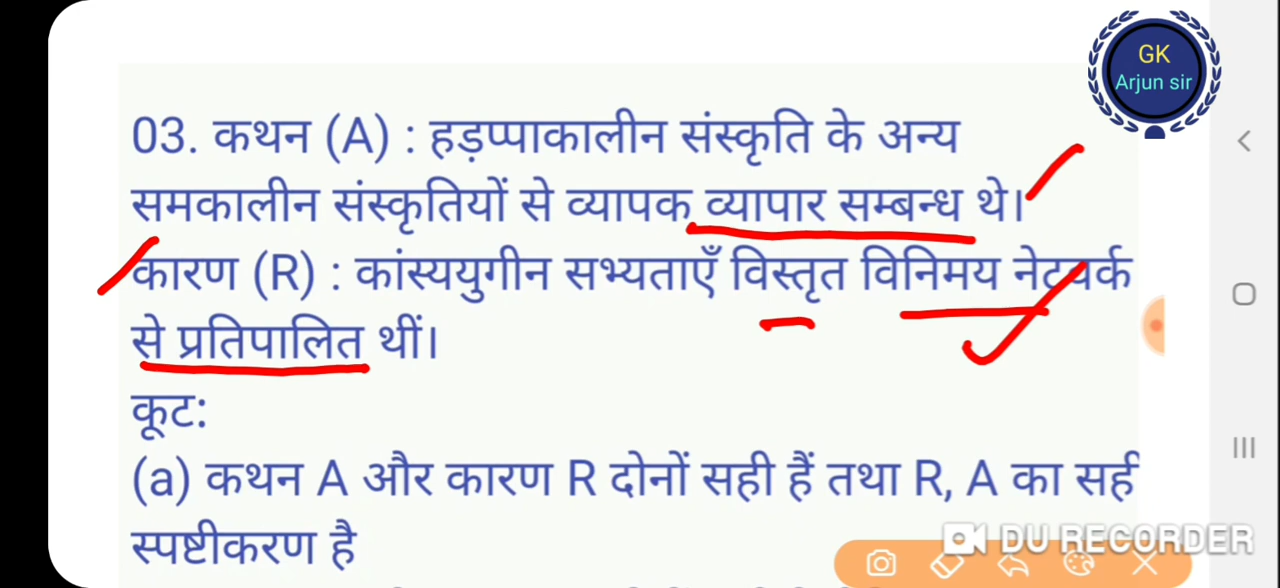 GK
Arjun sir
03. कथन (A) : हड़प्पाकालीन संस्कृति के अन्य
समकालीन संस्कृतियों से व्यापक व्यापार सम्बन्ध थे।
कारण (R) : कांस्ययुगीन सभ्यताएँ विस्तृत विनिमय नेटवर्क
से प्रतिपालित थीं।
कूट:
(a) कथन A और कारण R दोनों सही हैं तथा R, A का सही
स्पष्टीकरण है
DU RECORDER